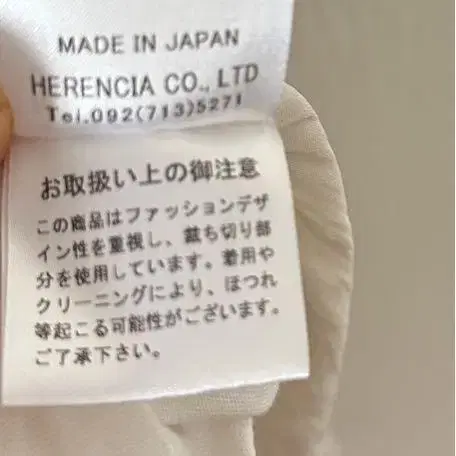 MADE IN JAPAN
HERENCIA CO., LTD
Tel.092(713)5271
お取扱い上の御注意
この商品はファッションデザ
イン性を重視し、裁ち切り部
分を使用しています。着用や
クリーニングにより、ほつれ
等起こる可能性がございます。
ご了承下さい。